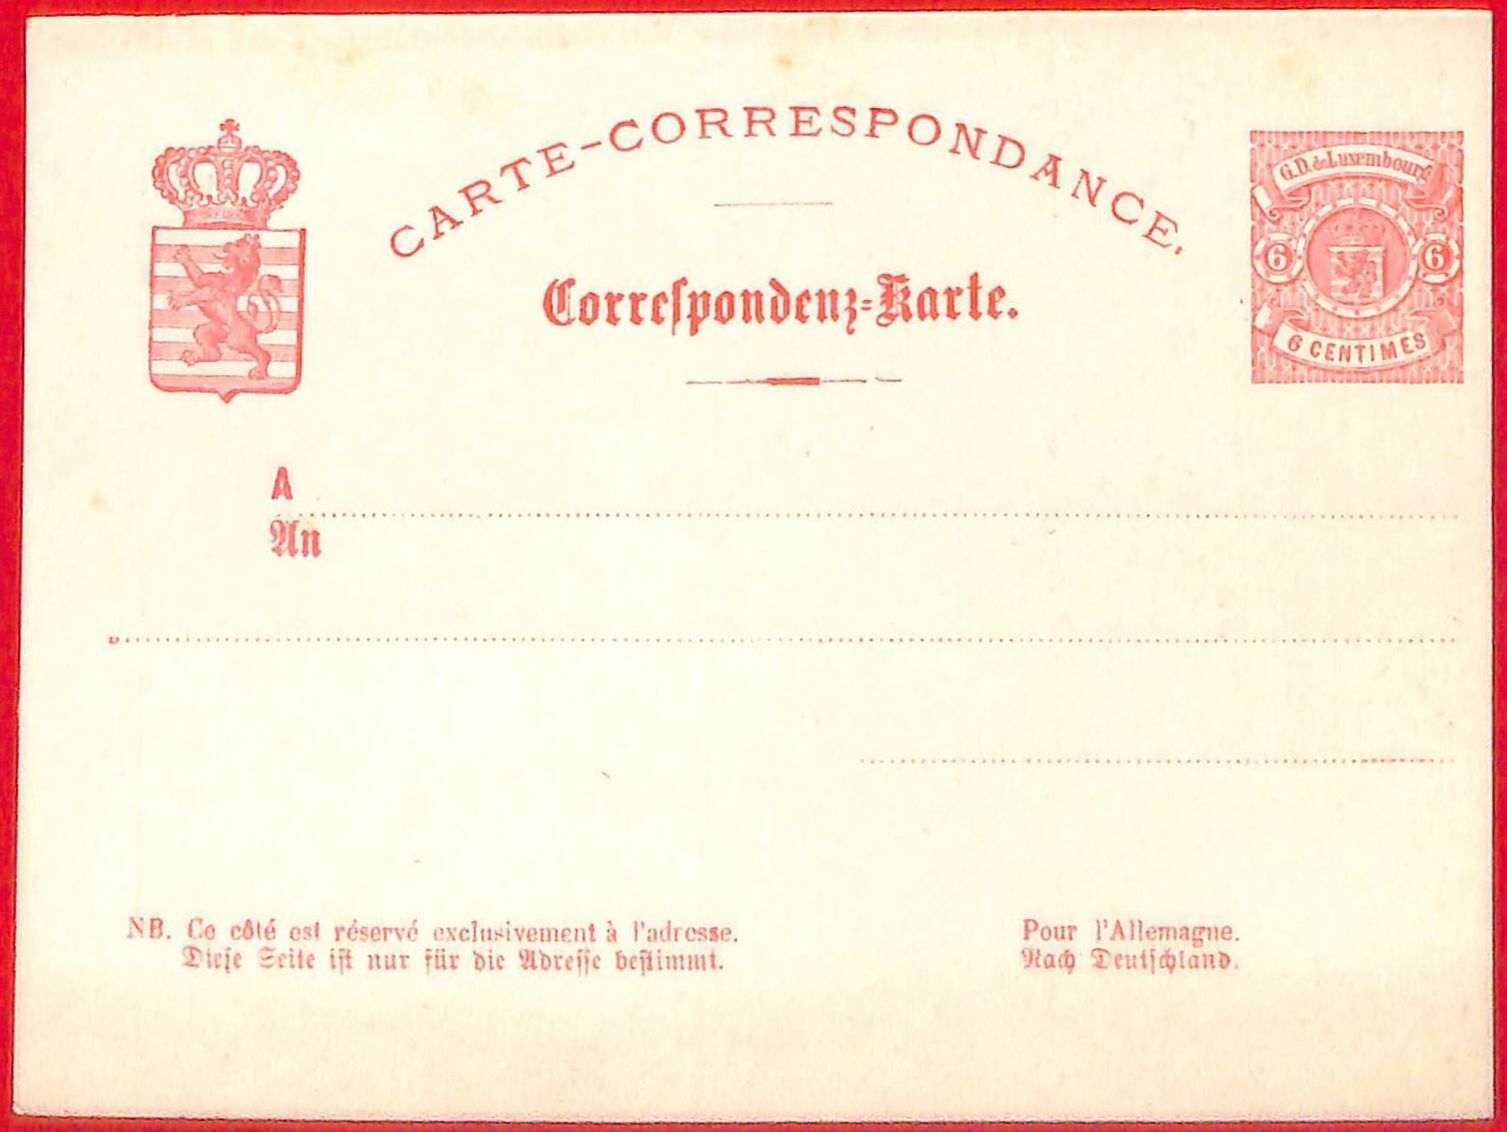 CARTE-CORRESPONDANCE.
G.D. de Luxembourg
6 6
6 CENTIMES
Correſpondenz-Karte.
A
An
NB. Ce côté est réservé exclusivement à l'adresse.
Dieſe Seite iſt nur für die Adreſſe beſtimmt.
Pour l'Allemagne.
Nach Deutſchland.